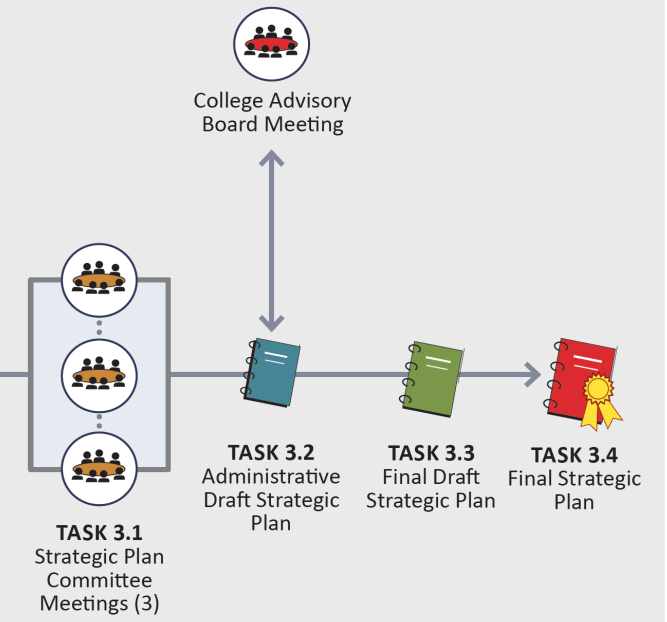 College Advisory
Board Meeting
TASK 3.1
Strategic Plan
Committee
Meetings (3)
TASK 3.2
Administrative
Draft Strategic
Plan
TASK 3.3
Final Draft
Strategic Plan
TASK 3.4
Final Strategic
Plan